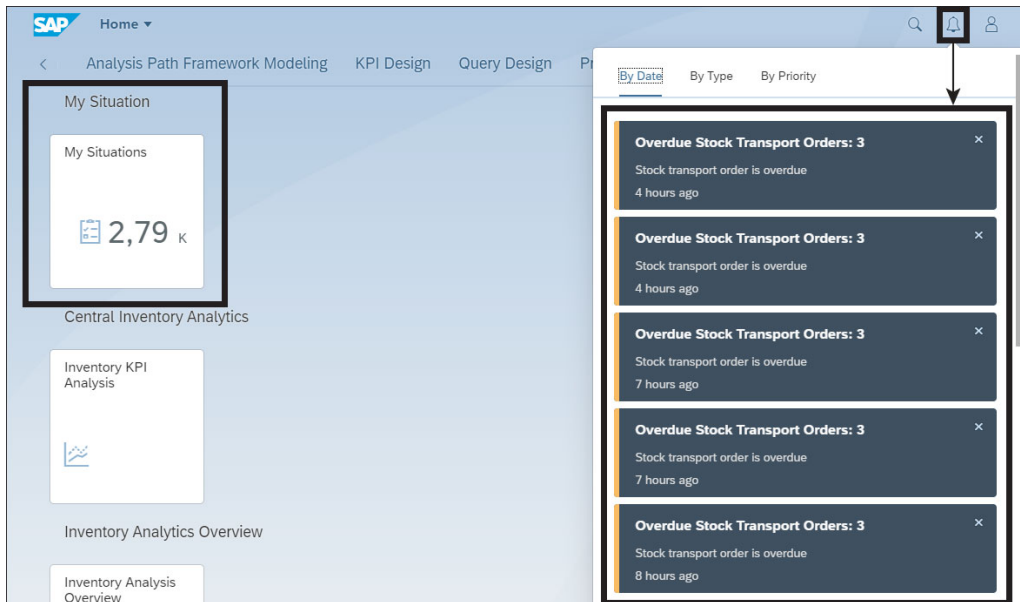 SAP Home
Analysis Path Framework Modeling KPI Design Query Design
My Situation
My Situations
2,79 K
Central Inventory Analytics
Inventory KPI
Analysis
Inventory Analytics Overview
Inventory Analysis
Overview
By Date By Type By Priority
Overdue Stock Transport Orders: 3
Stock transport order is overdue
4 hours ago
Overdue Stock Transport Orders: 3
Stock transport order is overdue
4 hours ago
Overdue Stock Transport Orders: 3
Stock transport order is overdue
7 hours ago
Overdue Stock Transport Orders: 3
Stock transport order is overdue
7 hours ago
Overdue Stock Transport Orders: 3
Stock transport order is overdue
8 hours ago